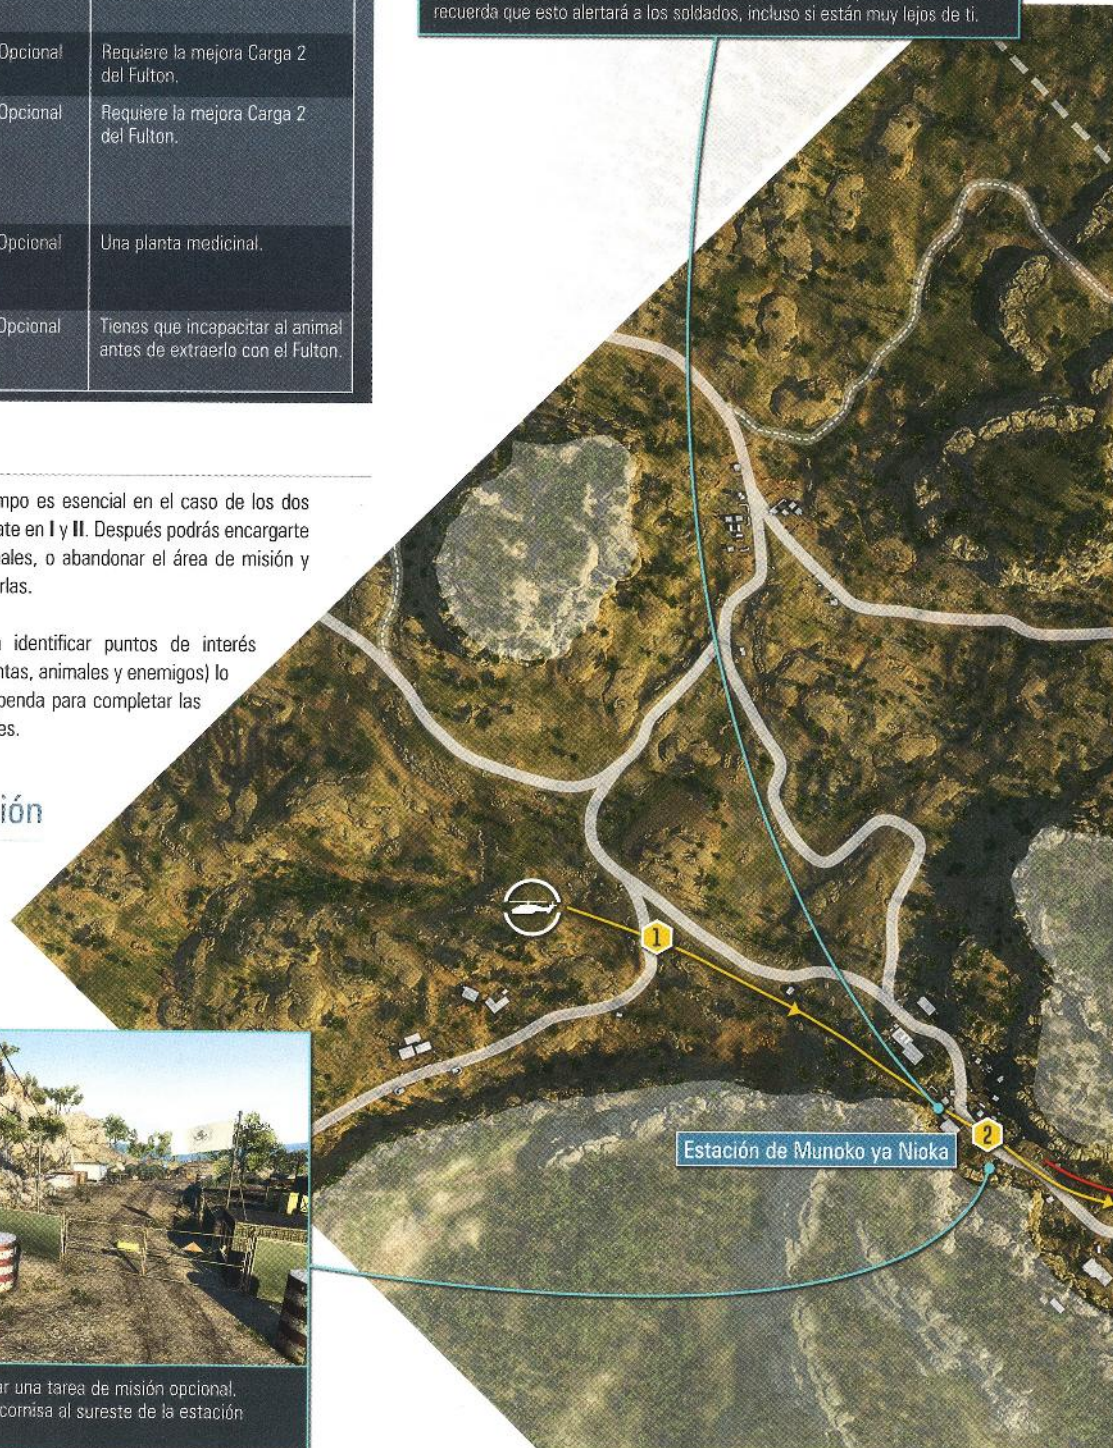 recuerda que esto alertará a los soldados, incluso si están muy lejos de ti.
Opcional
Requiere la mejora Carga 2
del Fulton.
Opcional
Requiere la mejora Carga 2
del Fulton.
Opcional
Una planta medicinal.
Opcional
Tienes que incapacitar al animal
antes de extraerlo con el Fulton.
mpo es esencial en el caso de los dos
ate en I y II. Después podrás encargarte
nales, o abandonar el área de misión y
rlas.
identificar puntos de interés
ntas, animales y enemigos) lo
penda para completar las
es.
ión
1
2
Estación de Munoko ya Nioka
ar una tarea de misión opcional.
cornisa al sureste de la estación